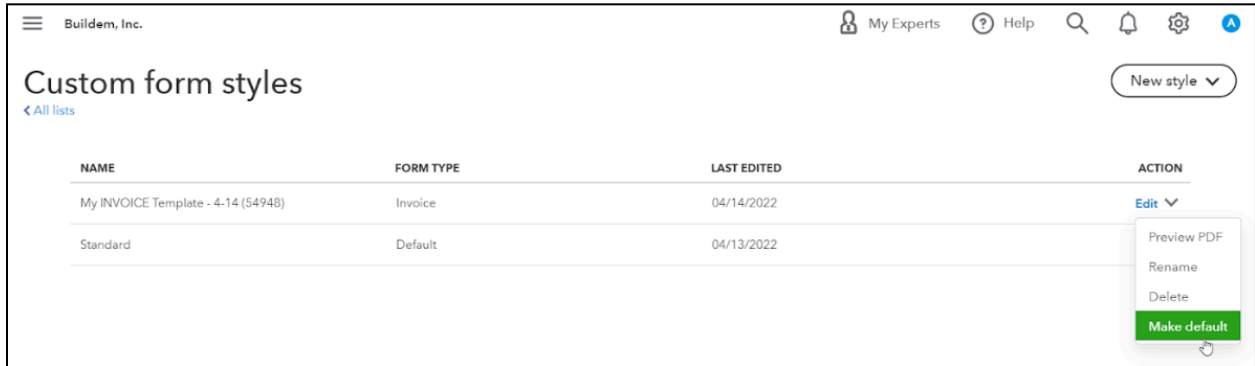 Buildem, Inc. My Experts Help A
Custom form styles New style
All lists
NAME FORM TYPE LAST EDITED ACTION
My INVOICE Template - 4-14 (54948) Invoice 04/14/2022 Edit
Standard Default 04/13/2022
Preview PDF
Rename
Delete
Make default